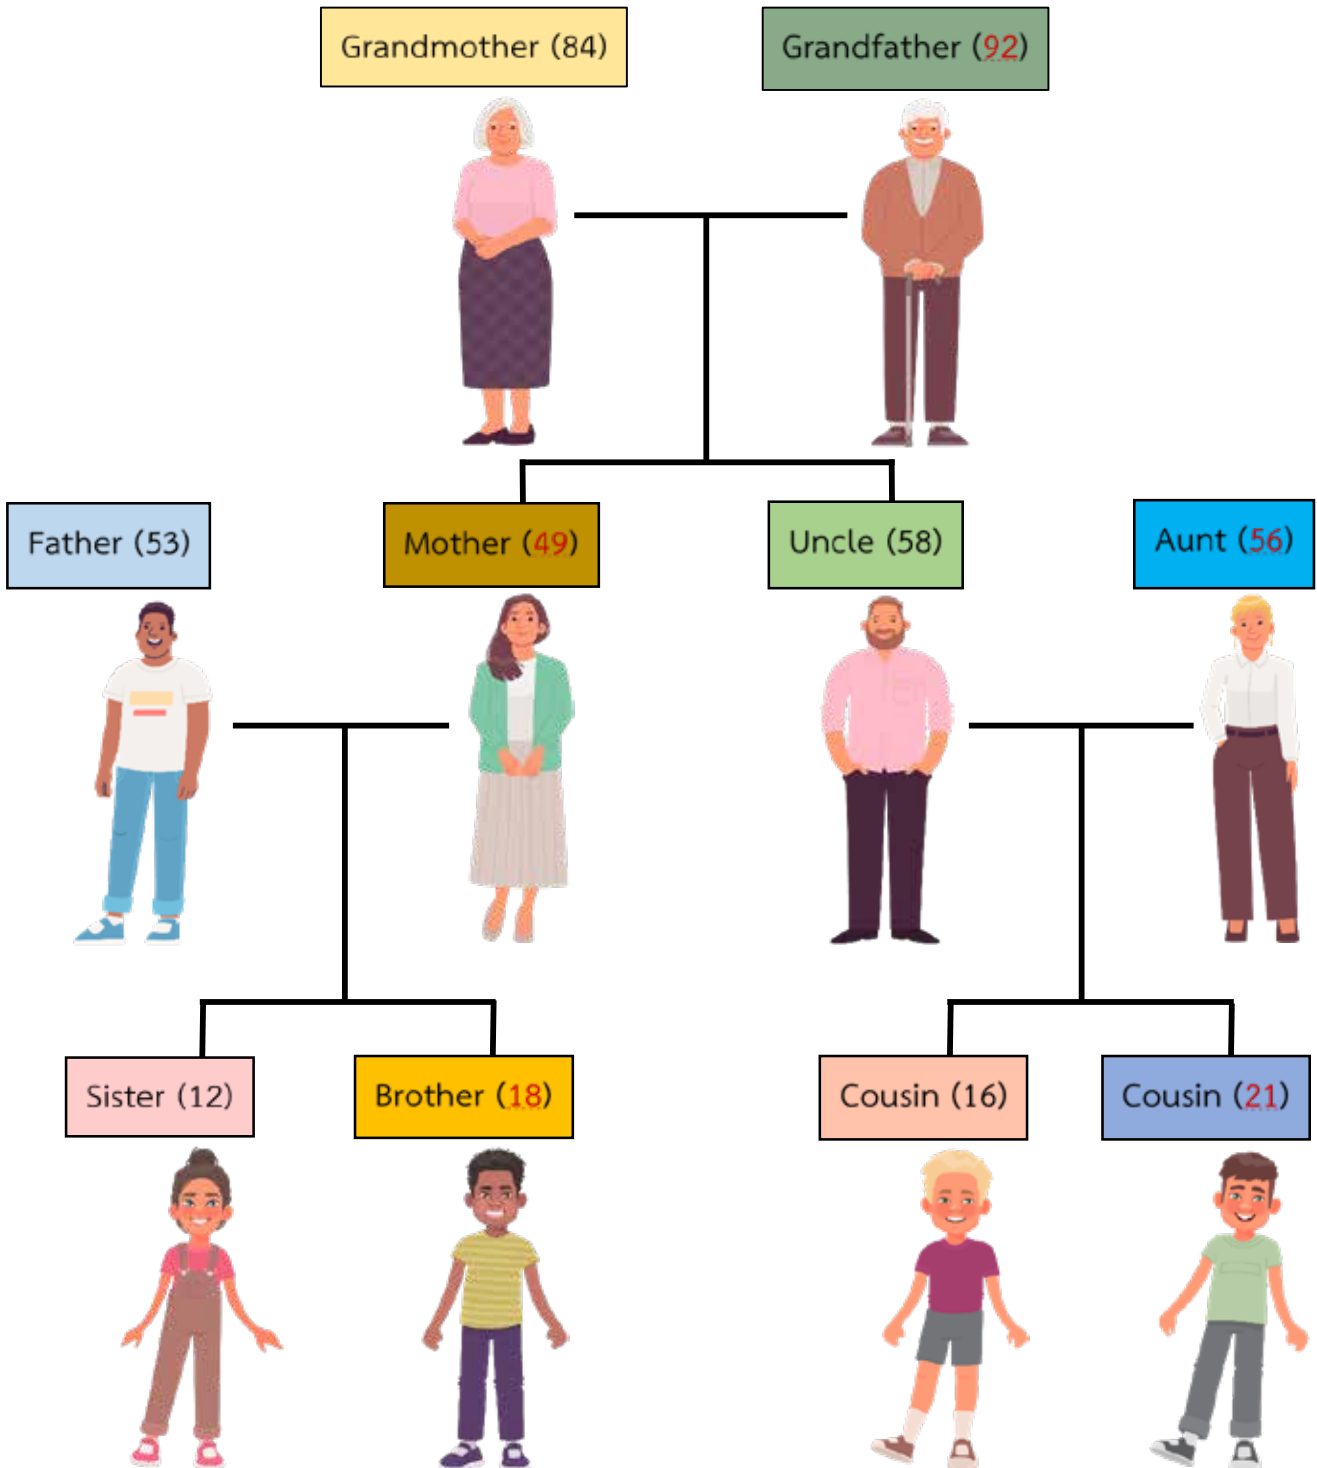 Grandmother (84)
Grandfather (92)
Father (53)
Mother (49)
Uncle (58)
Aunt (56)
Sister (12)
Brother (18)
Cousin (16)
Cousin (21)